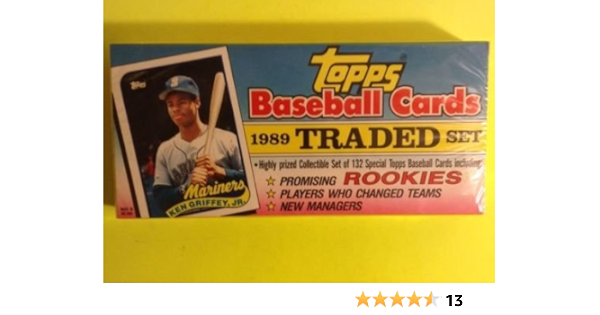 Topps
Baseball Cards
1989 TRADED SET
• Highly prized Collectible Set of 132 Special Topps Baseball Cards including:
☆ PROMISING ROOKIES
☆ PLAYERS WHO CHANGED TEAMS
☆ NEW MANAGERS
Topps
Mariners
KEN GRIFFEY, JR.
13